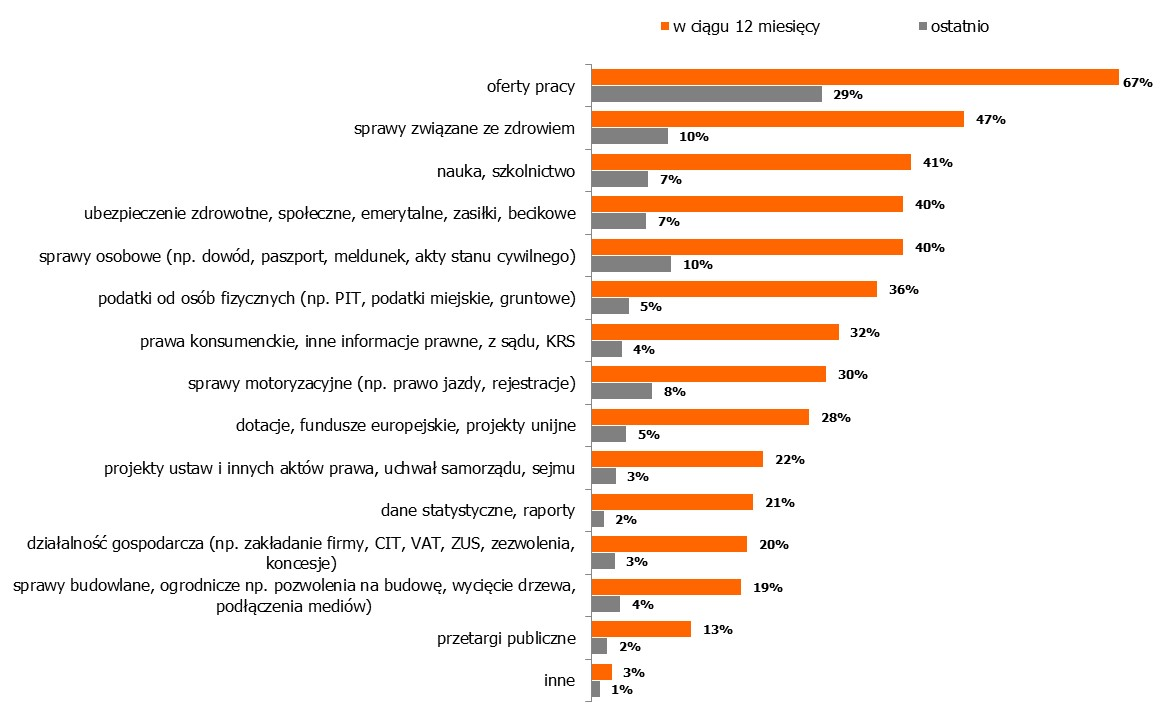 w ciągu 12 miesięcy ostatnio
oferty pracy 67%
29%
sprawy związane ze zdrowiem 47%
10%
nauka, szkolnictwo 41%
7%
ubezpieczenie zdrowotne, społeczne, emerytalne, zasiłki, becikowe 40%
7%
sprawy osobowe (np. dowód, paszport, meldunek, akty stanu cywilnego) 40%
10%
podatki od osób fizycznych (np. PIT, podatki miejskie, gruntowe) 36%
5%
prawa konsumenckie, inne informacje prawne, z sądu, KRS 32%
4%
sprawy motoryzacyjne (np. prawo jazdy, rejestracje) 30%
8%
dotacje, fundusze europejskie, projekty unijne 28%
5%
projekty ustaw i innych aktów prawa, uchwał samorządu, sejmu 22%
3%
dane statystyczne, raporty 21%
2%
działalność gospodarcza (np. zakładanie firmy, CIT, VAT, ZUS, zezwolenia, 20%
koncesje) 3%
sprawy budowlane, ogrodnicze np. pozwolenia na budowę, wycięcie drzewa, 19%
podłączenia mediów) 4%
przetargi publiczne 13%
2%
inne 3%
1%